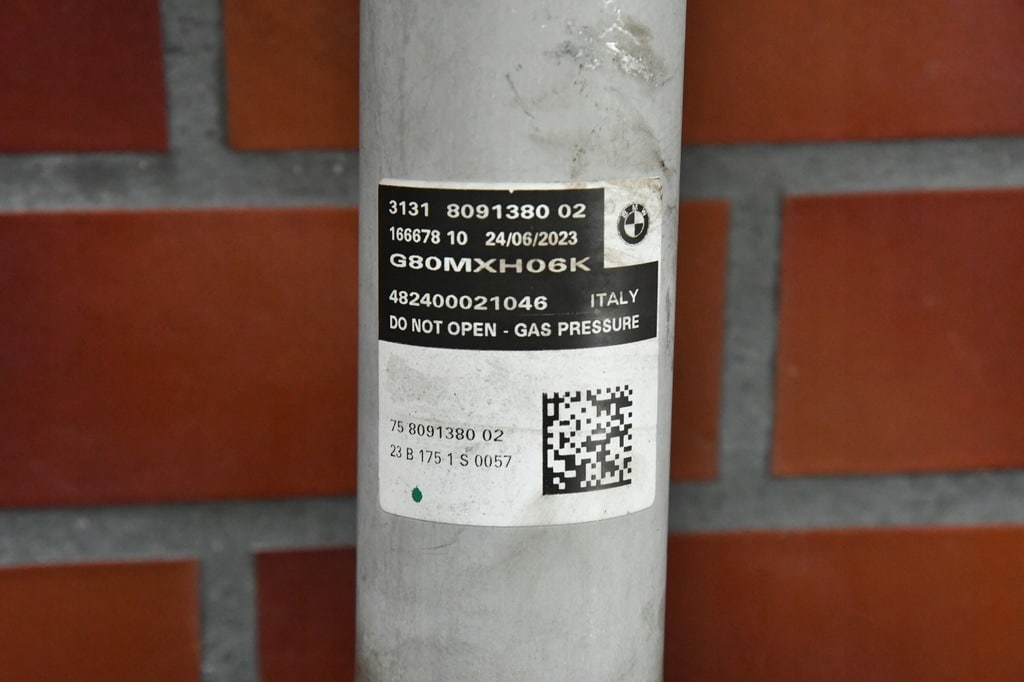 3131 8091380 02
166678 10 24/06/2023
G80MXH06K
482400021046 ITALY
DO NOT OPEN - GAS PRESSURE
BMW
75 8091380 02
23 B 175 1 S 0057